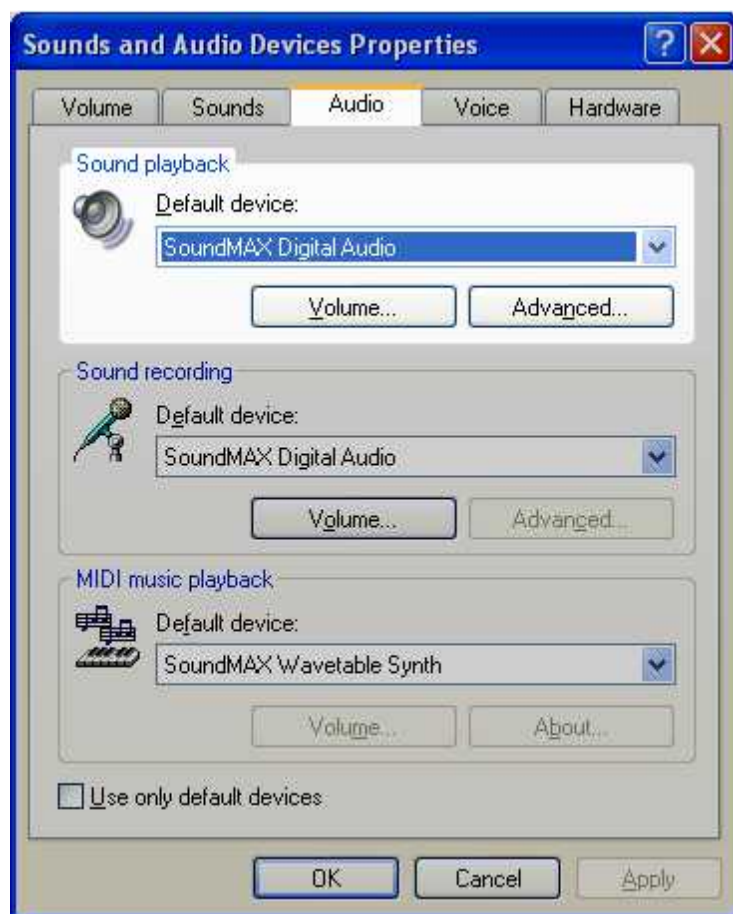 Sounds and Audio Devices Properties
Volume Sounds Audio Voice Hardware
Sound playback
Default device:
SoundMAX Digital Audio
Volume... Advanced...
Sound recording
Default device:
SoundMAX Digital Audio
Volume... Advanced...
MIDI music playback
Default device:
SoundMAX Wavetable Synth
Volume... About...
Use only default devices
OK Cancel Apply